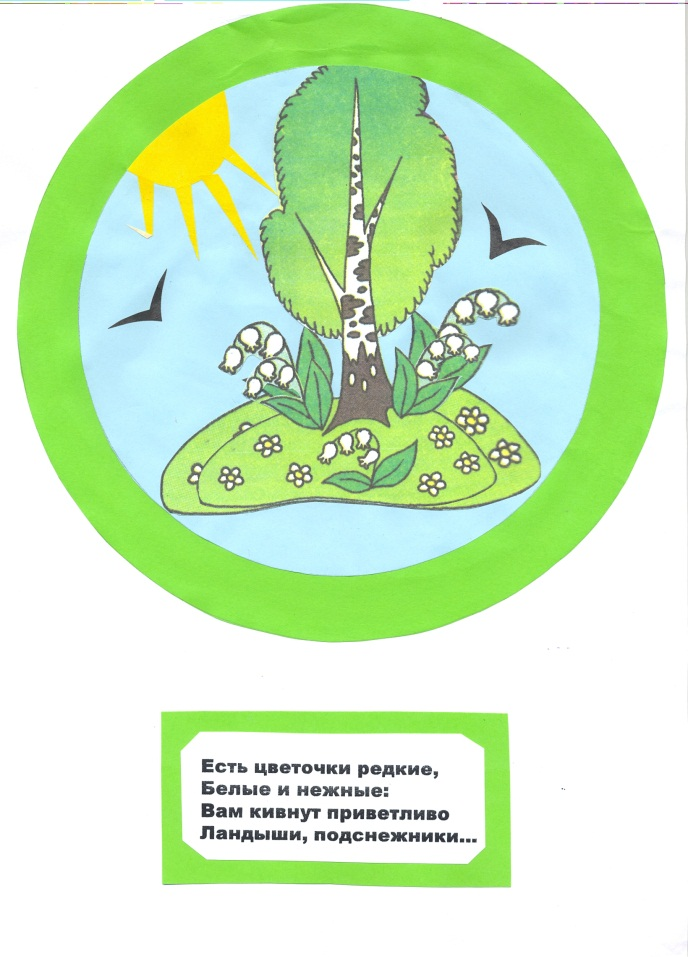 Есть цветочки редкие,
Белые и нежные:
Вам кивнут приветливо
Ландыши, подснежники...